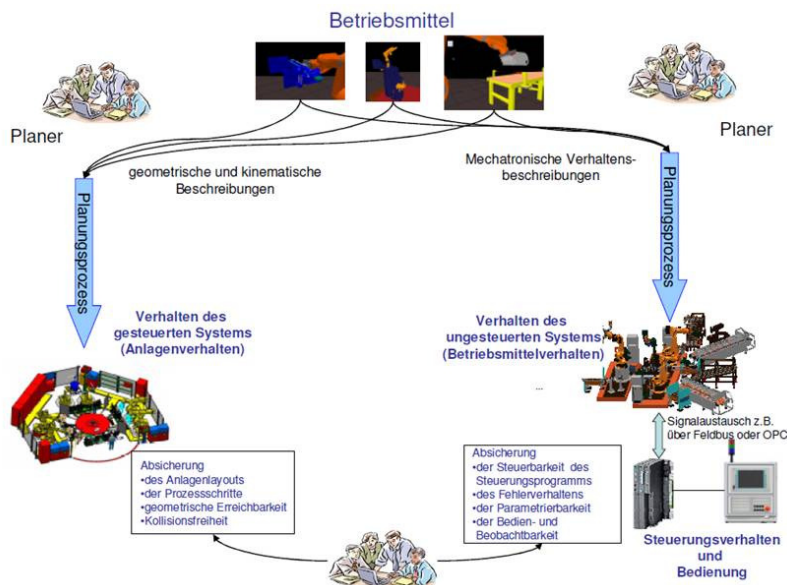 Betriebsmittel
Planer
Planer
geometrische und kinematische
Beschreibungen
Mechatronische Verhaltens-
beschreibungen
Planungsprozess
Planungsprozess
Verhalten des
gesteuerten Systems
(Anlagenverhalten)
Verhalten des
ungesteuerten Systems
(Betriebsmittelverhalten)
...
Signalaustausch z.B.
über Feldbus oder OPC
Absicherung
•des Anlagenlayouts
•der Prozessschritte
•geometrische Erreichbarkeit
•Kollisionsfreiheit
Absicherung
•der Steuerbarkeit des
Steuerungsprogramms
•des Fehlerverhaltens
•der Parametrierbarkeit
•der Bedien- und
Beobachtbarkeit
Steuerungsverhalten
und
Bedienung